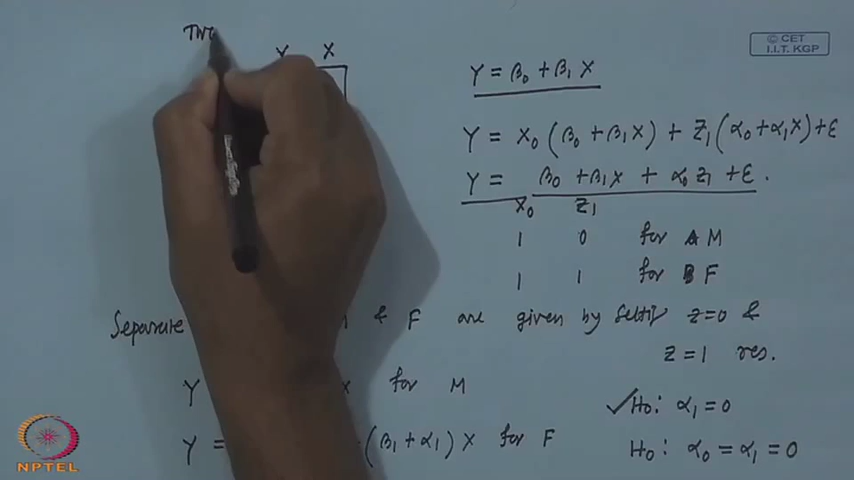 Two
Y X
© CET
I.I.T. KGP
Y = β₀ + β₁ X
Y = X₀ (β₀ + β₁X) + Z₁(α₀+α₁X)+ε
Y = β₀ + β₁X + α₀ Z₁ + ε.
X₀ Z₁
1 0 for M
1 1 for F
Separate & F are given by z=0 &
z=1 res.
Y X for M
Y = (β₁+α₁) X for F
✓H₀: α₁=0
H₀: α₀=α₁=0
NPTEL